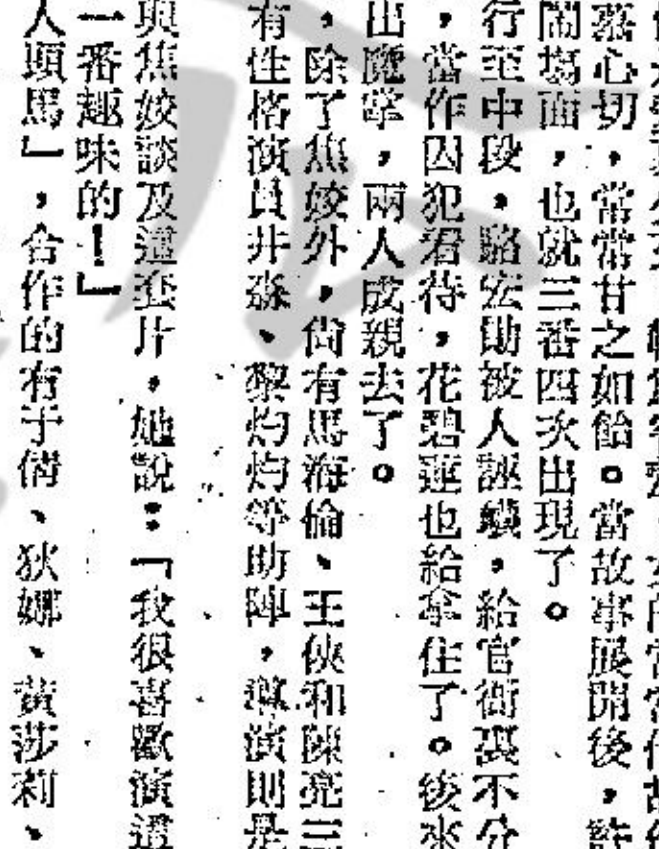 慕心切，常常甘之如飴。當故事展開後，許
鬧場面，也就三番四次出現了。
行至中段，駱宏勛被人誣衊，給官衙裏不分
，當作囚犯看待，花碧蓮也給拿住了。後來
出魔掌，兩人成親去了。
，除了焦姣外，尚有馬海倫、王俠和陳亮三
有性格演員井淼、黎灼灼等助陣，導演則是
與焦姣談及這套片，她說：「我很喜歡演這
一番趣味的！」
人頭馬」，合作的有于倩、狄娜、黃莎莉、